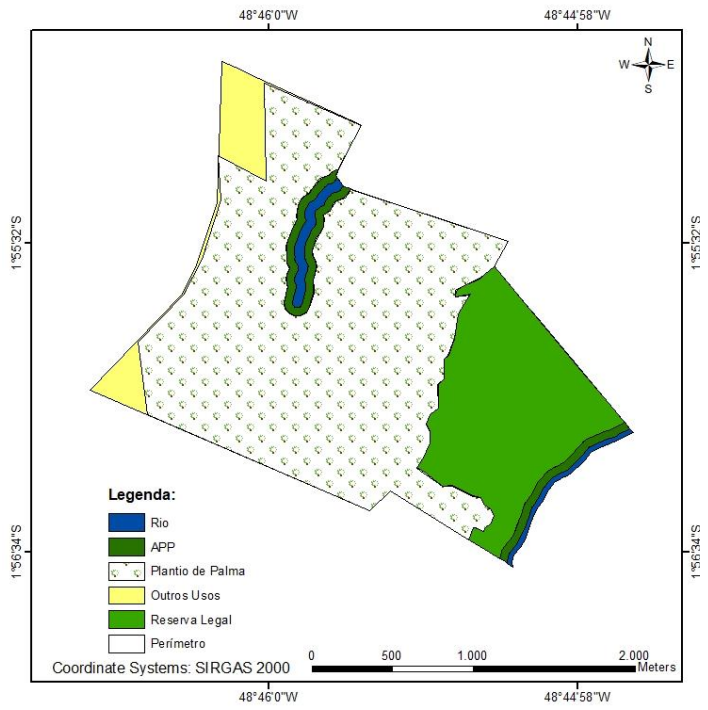 48°46'0"W 48°44'58"W
N
W E
S
1°55'32"S 1°55'32"S
1°56'34"S 1°56'34"S
Legenda:
Rio
APP
Plantio de Palma
Outros Usos
Reserva Legal
Perímetro
0 500 1.000 2.000
Coordinate Systems: SIRGAS 2000 Meters
48°46'0"W 48°44'58"W